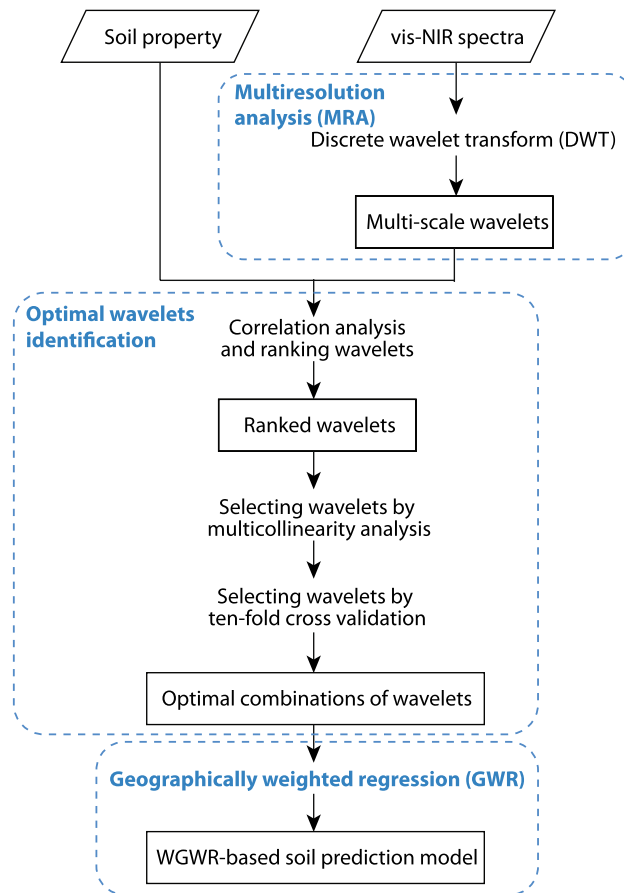 Soil property
vis-NIR spectra
Multiresolution
analysis (MRA)
Discrete wavelet transform (DWT)
Multi-scale wavelets
Optimal wavelets
identification
Correlation analysis
and ranking wavelets
Ranked wavelets
Selecting wavelets by
multicollinearity analysis
Selecting wavelets by
ten-fold cross validation
Optimal combinations of wavelets
Geographically weighted regression (GWR)
WGWR-based soil prediction model